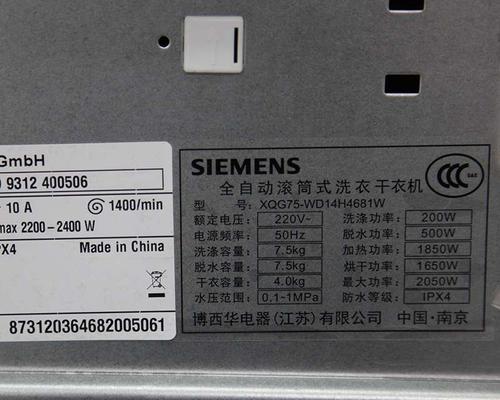 GmbH
9312 400506
10 A 1400/min
max 2200-2400 W
PX4 Made in China
873120364682005061
SIEMENS
全自动滚筒式洗衣干衣机
型号: XQG75-WD14H4681W
额定电压: 220V~ 洗涤功率: 200W
电源频率: 50Hz 脱水功率: 500W
洗涤容量: 7.5kg 加热功率: 1850W
脱水容量: 7.5kg 烘干功率: 1650W
干衣容量: 4.0kg 最大功率: 2050W
水压范围: 0.1-1MPa 防水等级: IPX4
博西华电器(江苏)有限公司 中国·南京
CCC
S&E